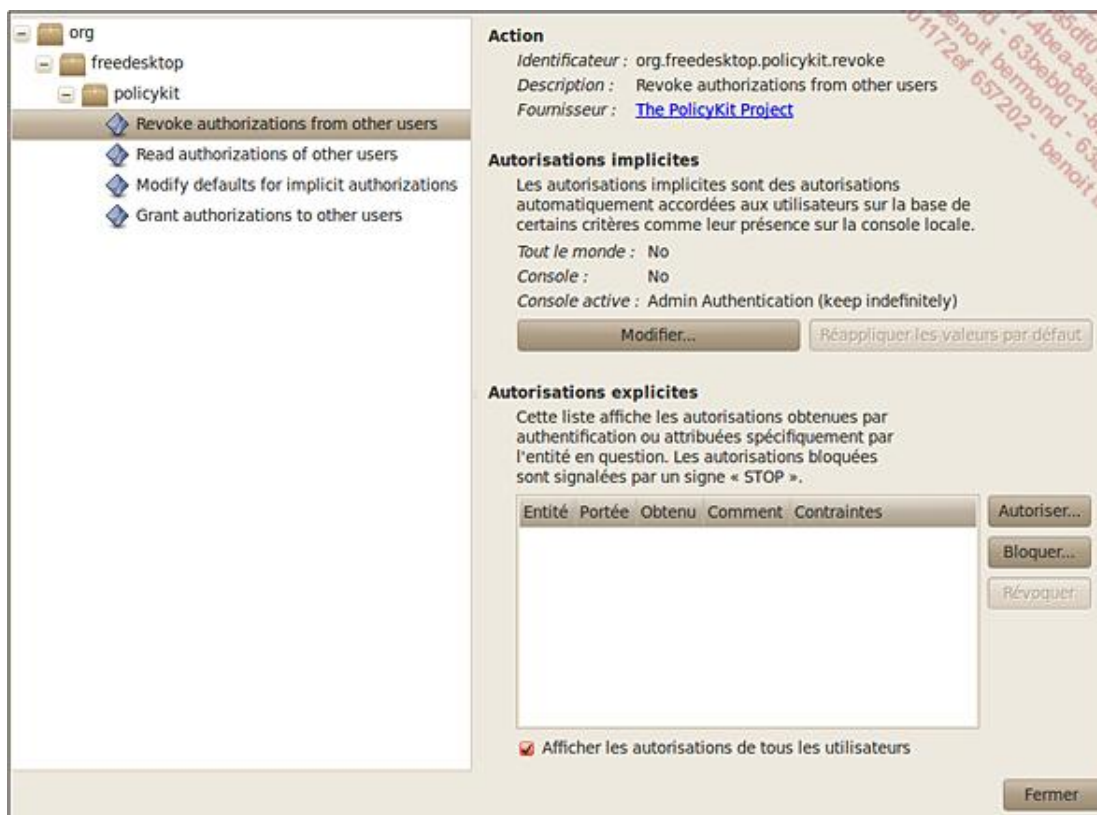 org
freedesktop
policykit
Revoke authorizations from other users
Read authorizations of other users
Modify defaults for implicit authorizations
Grant authorizations to other users
Action
Identificateur : org.freedesktop.policykit.revoke
Description : Revoke authorizations from other users
Fournisseur : The PolicyKit Project
Autorisations implicites
Les autorisations implicites sont des autorisations
automatiquement accordées aux utilisateurs sur la base de
certains critères comme leur présence sur la console locale.
Tout le monde : No
Console : No
Console active : Admin Authentication (keep indefinitely)
Modifier... Réappliquer les valeurs par défaut
Autorisations explicites
Cette liste affiche les autorisations obtenues par
authentification ou attribuées spécifiquement par
l'entité en question. Les autorisations bloquées
sont signalées par un signe « STOP ».
Entité Portée Obtenu Comment Contraintes
Autoriser...
Bloquer...
Révoquer
Afficher les autorisations de tous les utilisateurs
Fermer